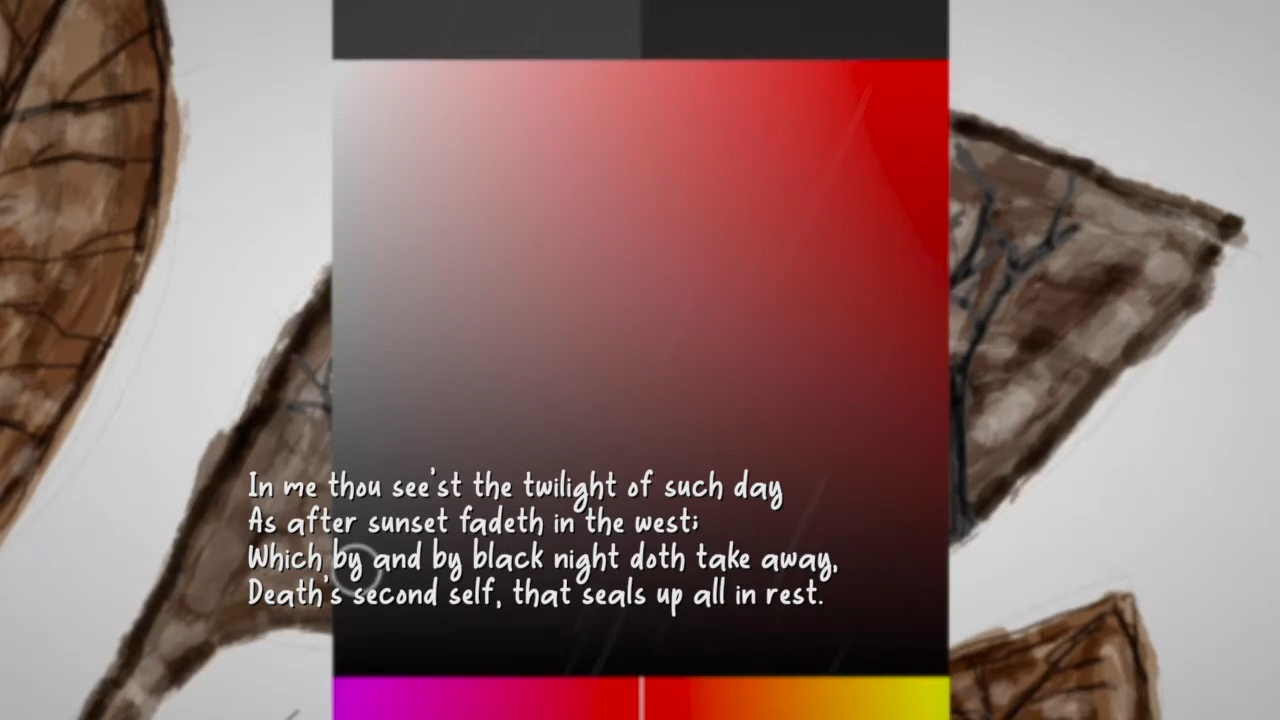 In me thou see'st the twilight of such day
As after sunset fadeth in the west;
Which by and by black night doth take away,
Death's second self, that seals up all in rest.